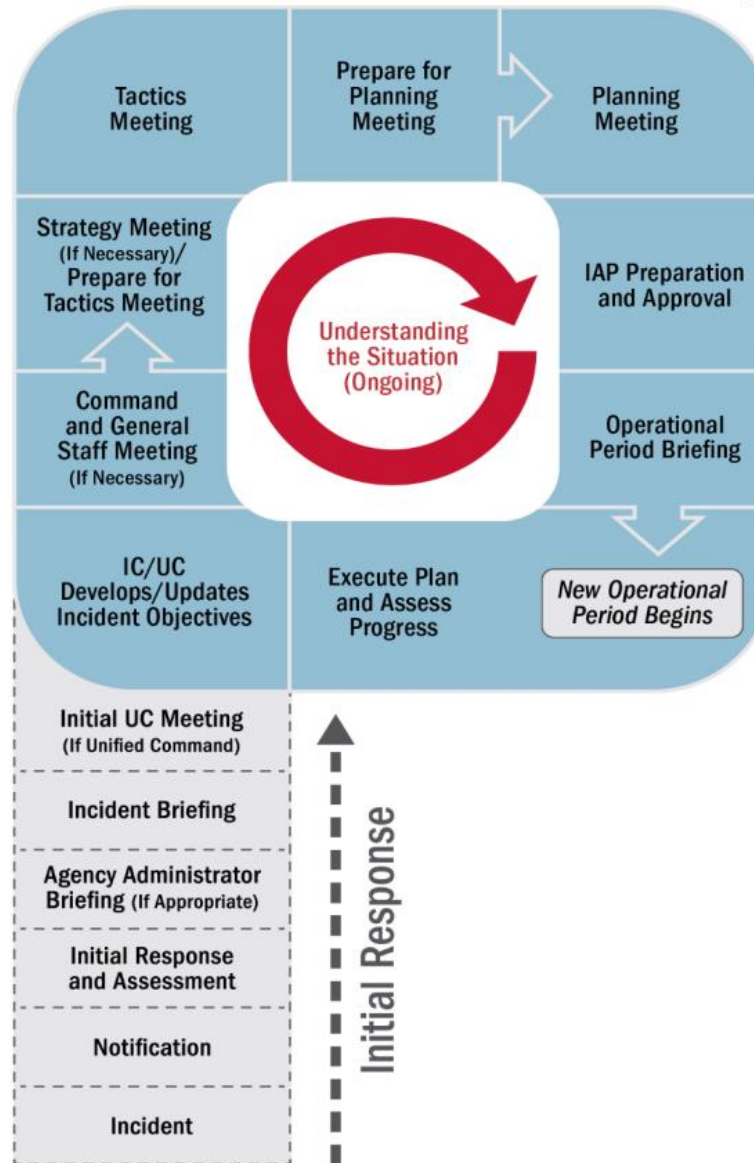 Tactics
Meeting
Prepare for
Planning
Meeting
Planning
Meeting
Strategy Meeting
(If Necessary)/
Prepare for
Tactics Meeting
Understanding
the Situation
(Ongoing)
IAP Preparation
and Approval
Command
and General
Staff Meeting
(If Necessary)
Operational
Period Briefing
IC/UC
Develops/Updates
Incident Objectives
Execute Plan
and Assess
Progress
New Operational
Period Begins
Initial UC Meeting
(If Unified Command)
Incident Briefing
Agency Administrator
Briefing (If Appropriate)
Initial Response
and Assessment
Notification
Incident
Initial Response